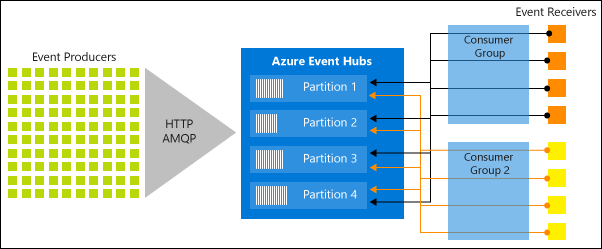 Event Receivers
Event Producers
HTTP
AMQP
Azure Event Hubs
Partition 1
Partition 2
Partition 3
Partition 4
Consumer
Group
Consumer
Group 2